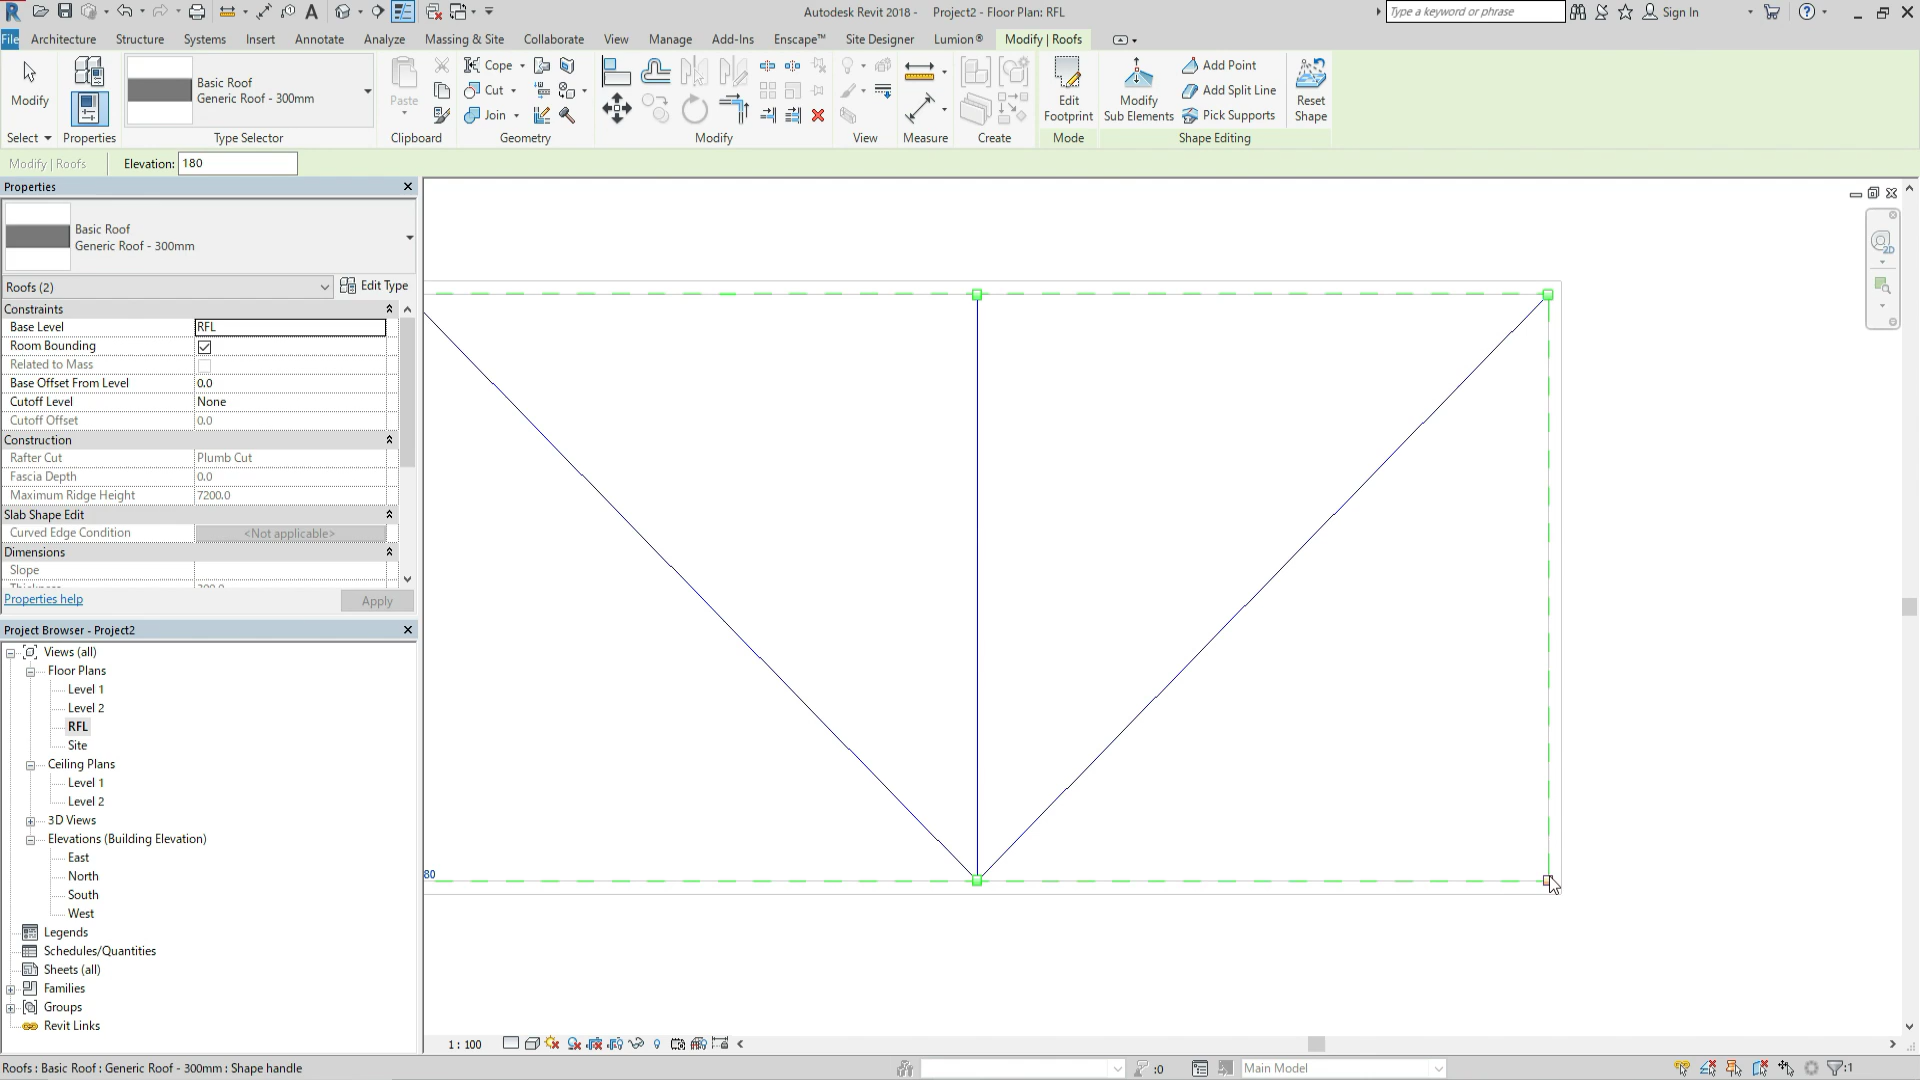 Autodesk Revit 2018 - Project2 - Floor Plan: RFL
Type a keyword or phrase
Sign In
File Architecture Structure Systems Insert Annotate Analyze Massing & Site Collaborate View Manage Add-Ins Enscape™ Site Designer Lumion® Modify | Roofs
Modify
Basic Roof
Generic Roof - 300mm
Paste
Cope
Cut
Join
Edit
Footprint
Modify
Sub Elements
Add Point
Add Split Line
Pick Supports
Reset
Shape
Select Properties Type Selector Clipboard Geometry Modify View Measure Create Mode Shape Editing
Modify | Roofs Elevation: 180
Properties
Basic Roof
Generic Roof - 300mm
Roofs (2) Edit Type
Constraints
Base Level RFL
Room Bounding
Related to Mass
Base Offset From Level 0.0
Cutoff Level None
Cutoff Offset 0.0
Construction
Rafter Cut Plumb Cut
Fascia Depth 0.0
Maximum Ridge Height 7200.0
Slab Shape Edit
Curved Edge Condition <Not applicable>
Dimensions
Slope
Properties help Apply
Project Browser - Project2
Views (all)
Floor Plans
Level 1
Level 2
RFL
Site
Ceiling Plans
Level 1
Level 2
3D Views
Elevations (Building Elevation)
East
North
South
West
Legends
Schedules/Quantities
Sheets (all)
Families
Groups
Revit Links
80
1 : 100
Roofs : Basic Roof : Generic Roof - 300mm : Shape handle
:0
Main Model
:1